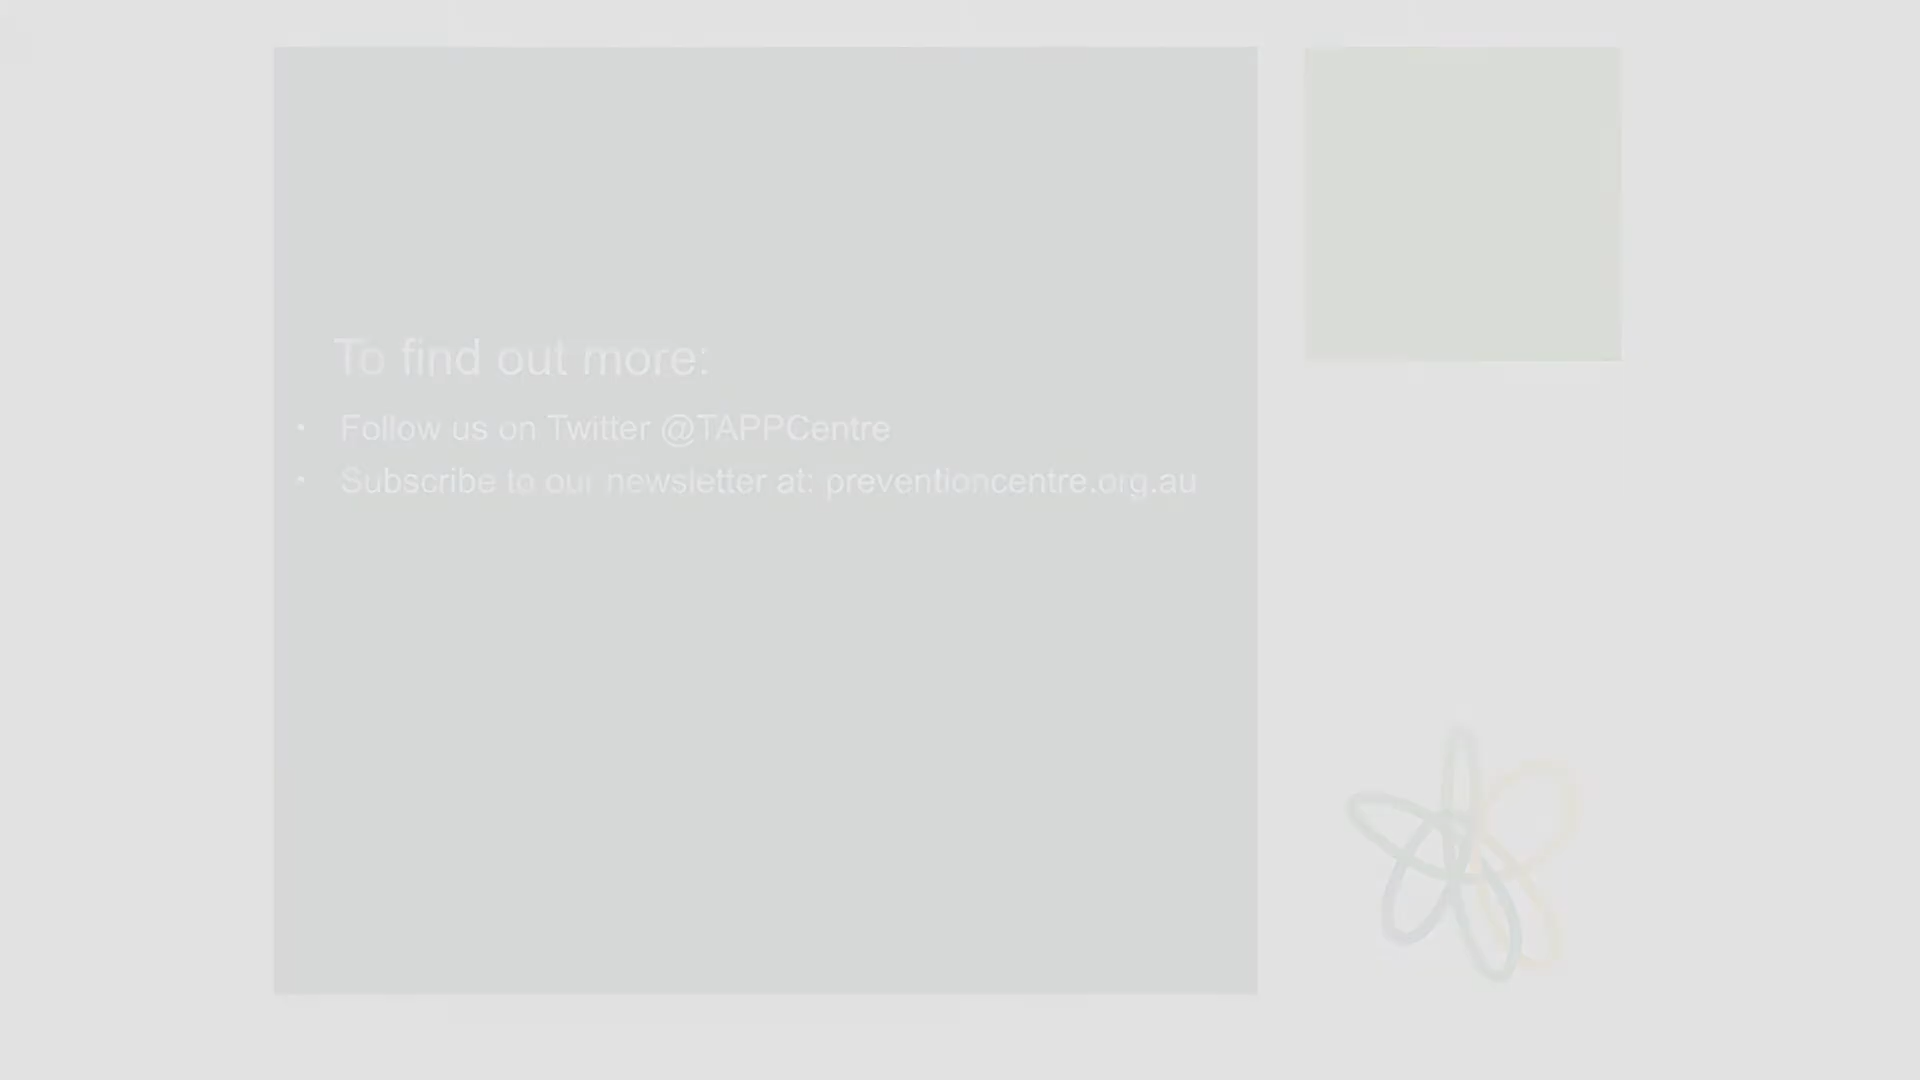 To find out more:
• Follow us on Twitter @TAPPCentre
• Subscribe to our newsletter at: preventioncentre.org.au